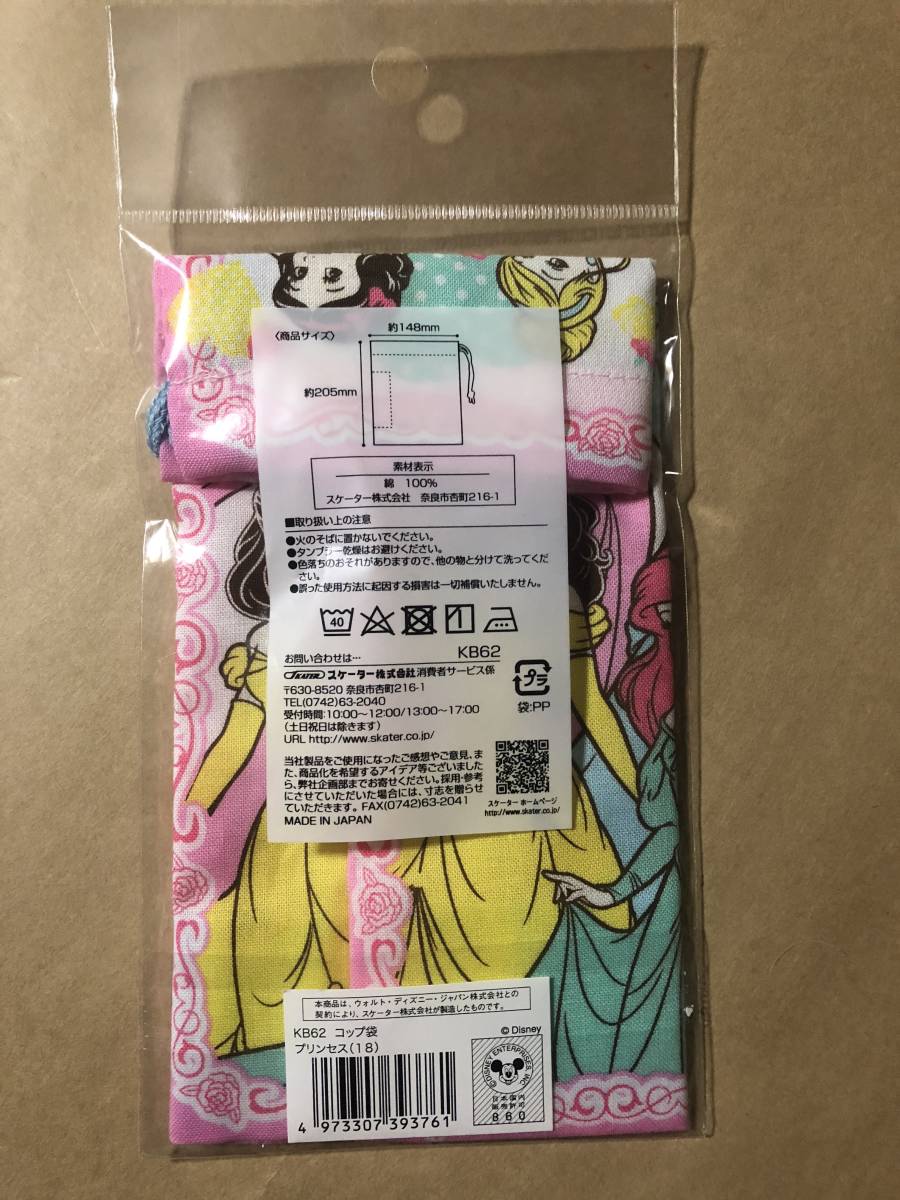 〈商品サイズ〉
約148mm
約205mm
素材表示
綿 100%
スケーター株式会社 奈良市杏町216-1
■取り扱い上の注意
●火のそばに置かないでください。
●タンブラー乾燥はお避けください。
●色落ちのおそれがありますので、他の物と分けて洗ってくだ
さい。
●誤った使用方法に起因する損害は一切補償いたしません。
40
KB62
お問い合わせは…
SKATER スケーター株式会社消費者サービス係
〒630-8520 奈良市杏町216-1
TEL(0742)63-2040
受付時間:10:00〜12:00/13:00〜17:00
(土日祝日は除きます)
URL http://www.skater.co.jp/
プラ
袋:PP
当社製品をご使用になったご感想やご意見、ま
た、商品化を希望するアイデア等ございました
ら、弊社企画部までお寄せください。採用・参考
にさせていただいた場合には、寸志を贈らせ
ていただきます。FAX(0742)63-2041
MADE IN JAPAN
スケーター ホームページ
http://www.skater.co.jp/
本商品は、ウォルト・ディズニー・ジャパン株式会社との
契約により、スケーター株式会社が製造したものです。
KB62 コップ袋
プリンセス(18)
© Disney
©DISNEY ENTERPRISES, INC.
日本国内
販売許可
860
4 973307 393761